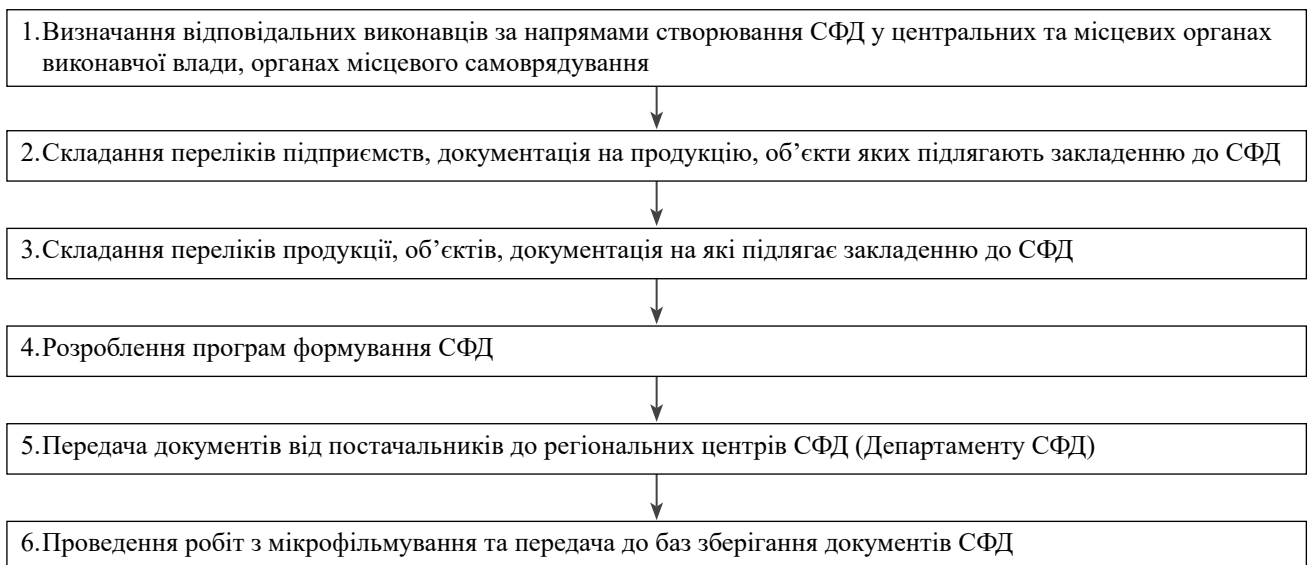 1.Визначання відповідальних виконавців за напрямами створювання СФД у центральних та місцевих органах
виконавчої влади, органах місцевого самоврядування
2.Складання переліків підприємств, документація на продукцію, об’єкти яких підлягають закладенню до СФД
3.Складання переліків продукції, об’єктів, документація на які підлягає закладенню до СФД
4.Розроблення програм формування СФД
5.Передача документів від постачальників до регіональних центрів СФД (Департаменту СФД)
6.Проведення робіт з мікрофільмування та передача до баз зберігання документів СФД